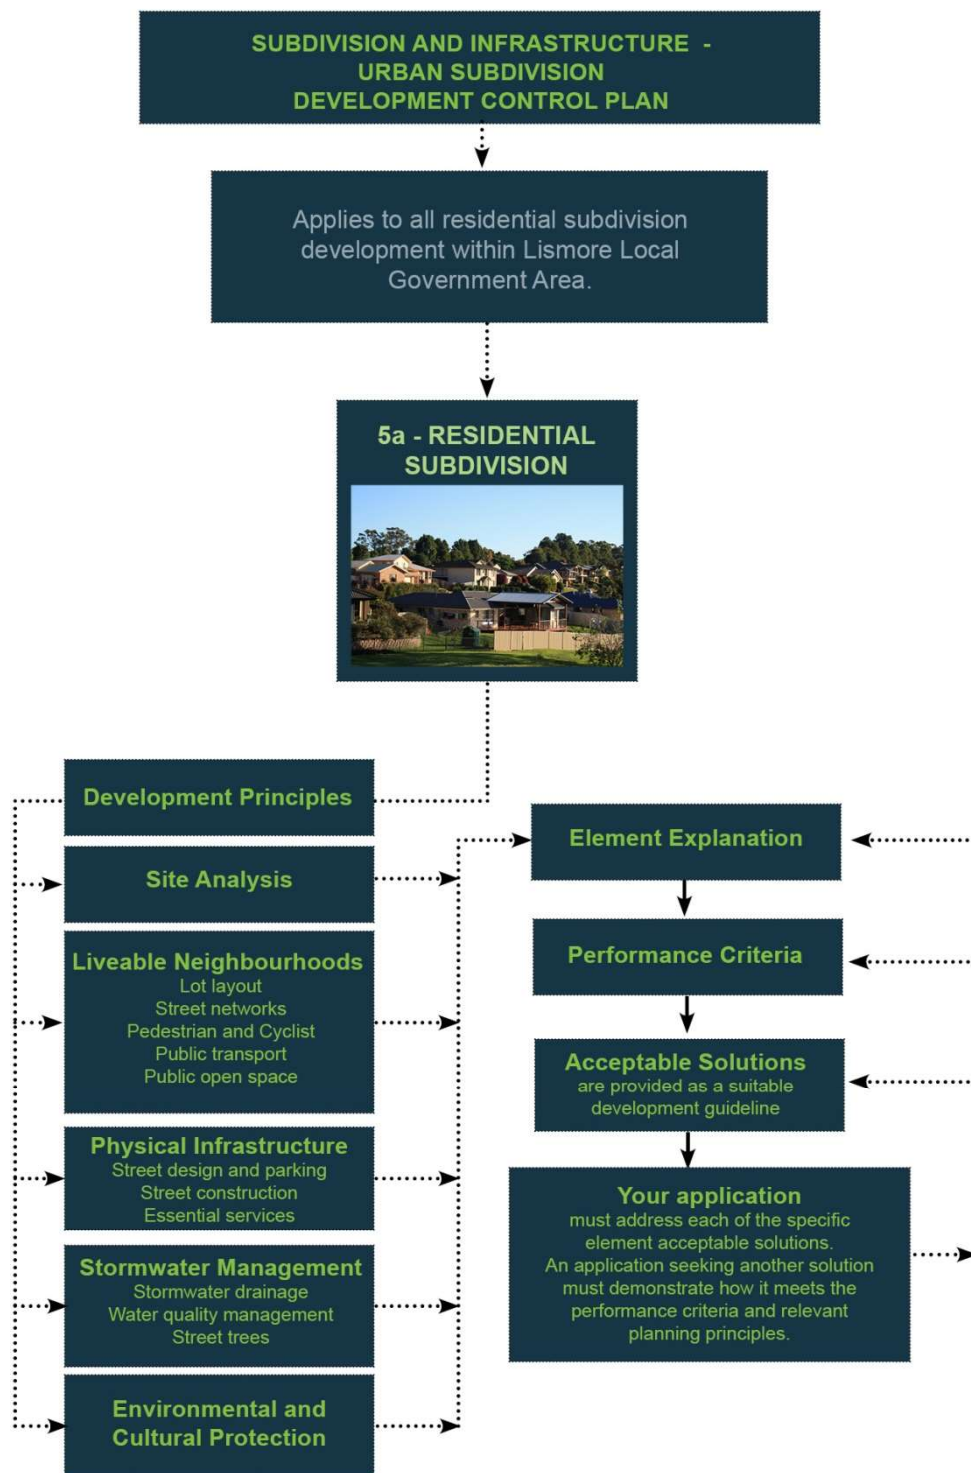 SUBDIVISION AND INFRASTRUCTURE -
URBAN SUBDIVISION
DEVELOPMENT CONTROL PLAN
Applies to all residential subdivision
development within Lismore Local
Government Area.
5a - RESIDENTIAL
SUBDIVISION
Development Principles
Site Analysis
Liveable Neighbourhoods
Lot layout
Street networks
Pedestrian and Cyclist
Public transport
Public open space
Physical Infrastructure
Street design and parking
Street construction
Essential services
Stormwater Management
Stormwater drainage
Water quality management
Street trees
Environmental and
Cultural Protection
Element Explanation
Performance Criteria
Acceptable Solutions
are provided as a suitable
development guideline
Your application
must address each of the specific
element acceptable solutions.
An application seeking another solution
must demonstrate how it meets the
performance criteria and relevant
planning principles.